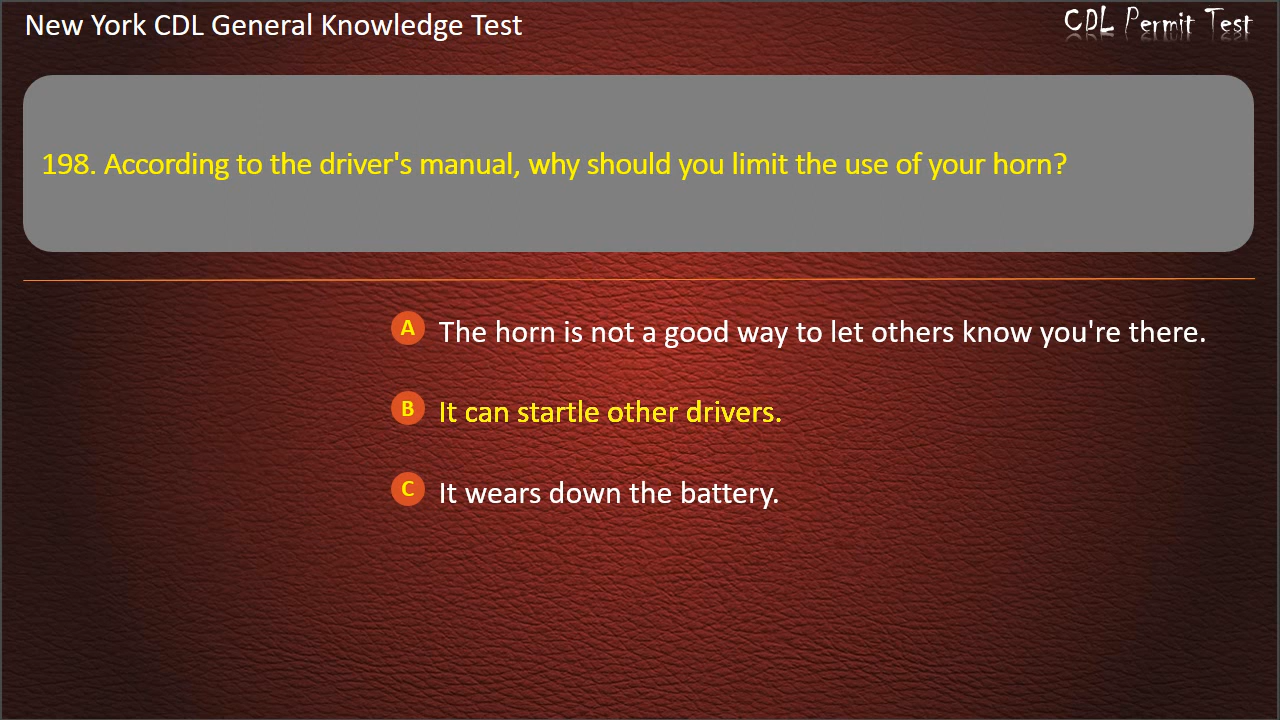 New York CDL General Knowledge Test
CDL Permit Test
198. According to the driver's manual, why should you limit the use of your horn?
A The horn is not a good way to let others know you're there.
B It can startle other drivers.
C It wears down the battery.